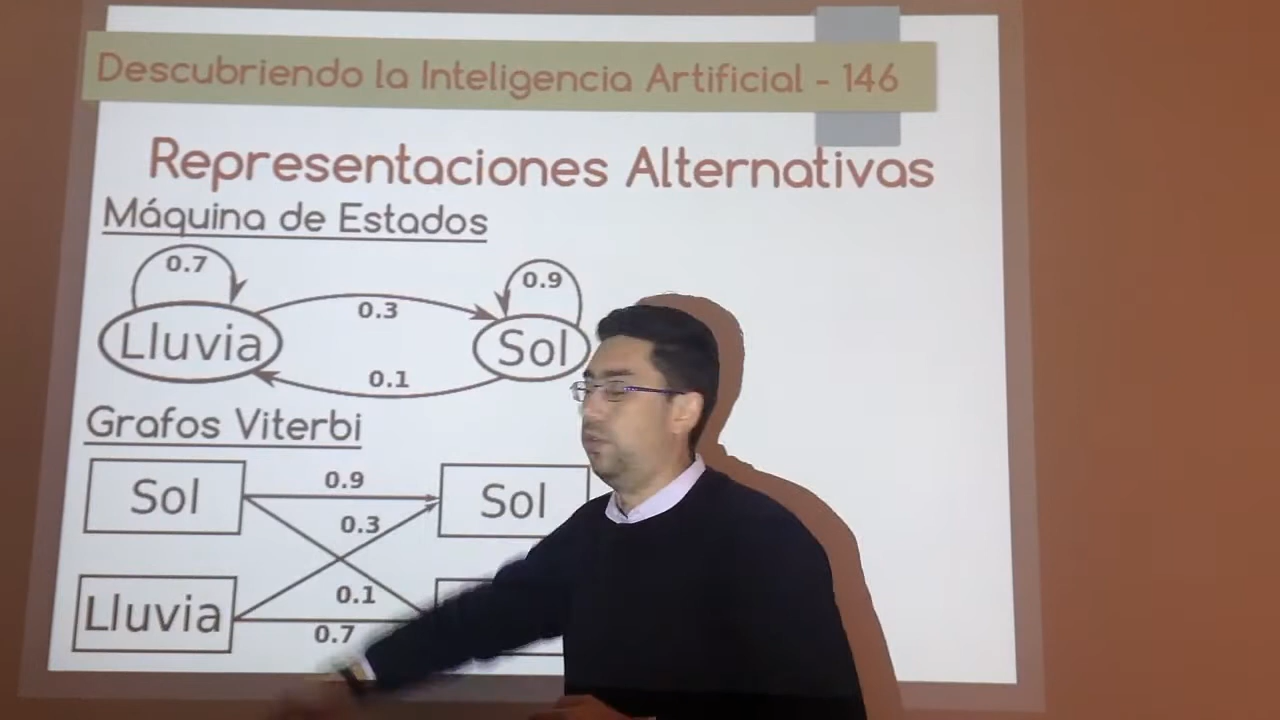 Descubriendo la Inteligencia Artificial - 146
Representaciones Alternativas
Máquina de Estados
0.7
0.9
0.3
Lluvia
Sol
0.1
Grafos Viterbi
0.9
Sol
Sol
0.3
0.1
Lluvia
0.7